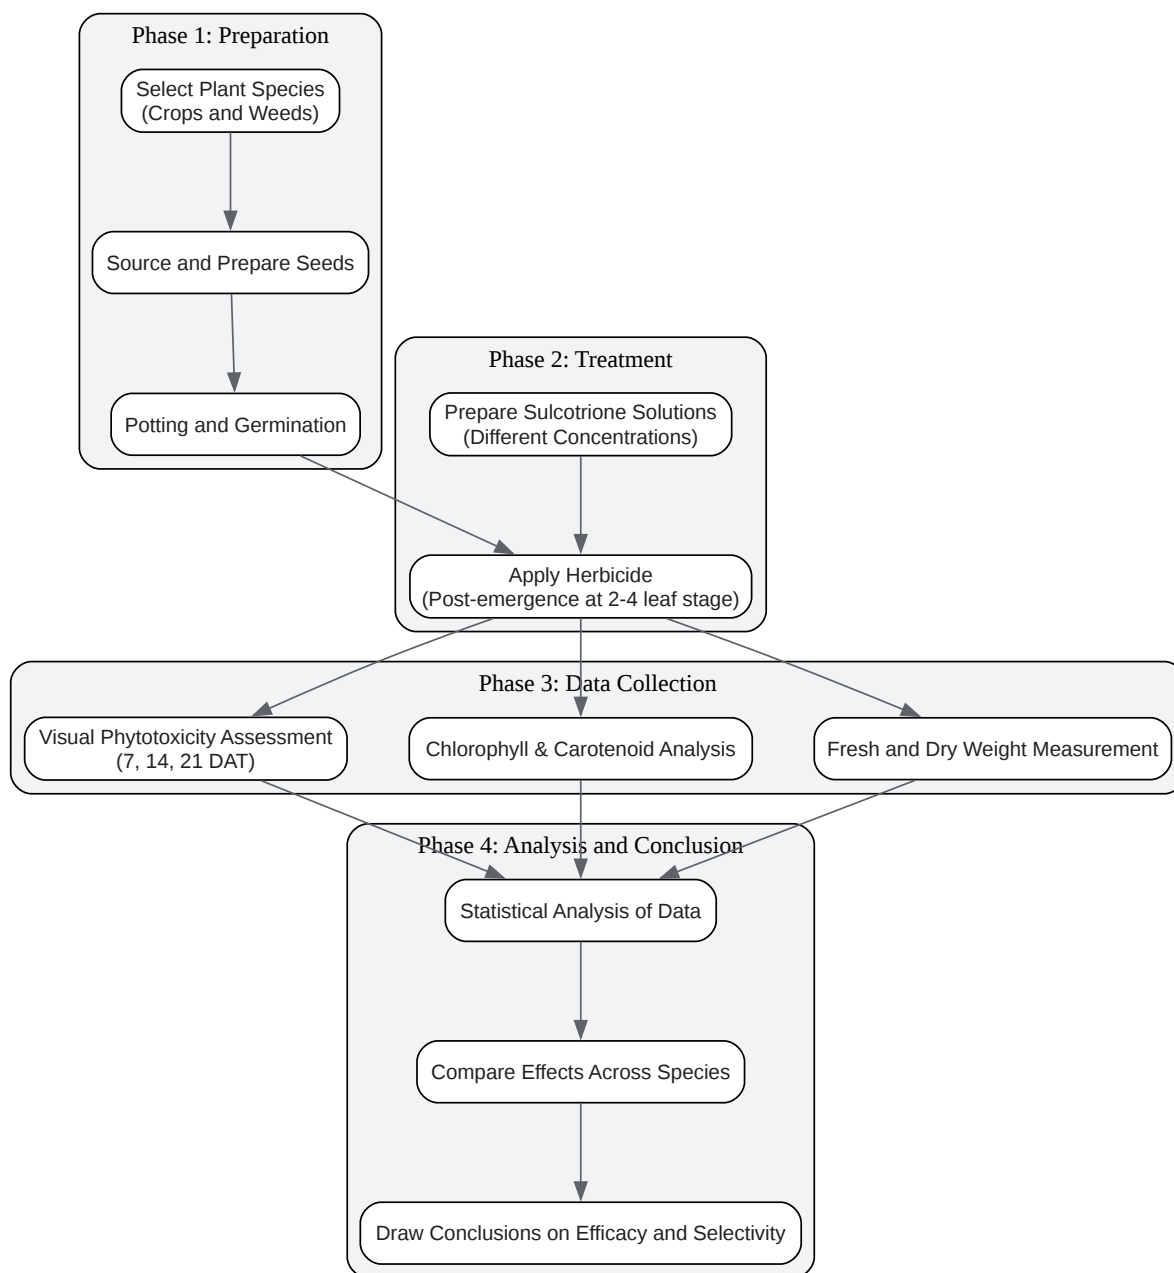 Phase 1: Preparation
Select Plant Species
(Crops and Weeds)
Source and Prepare Seeds
Potting and Germination
Phase 2: Treatment
Prepare Sulcotrione Solutions
(Different Concentrations)
Apply Herbicide
(Post-emergence at 2-4 leaf stage)
Phase 3: Data Collection
Visual Phytotoxicity Assessment
(7, 14, 21 DAT)
Chlorophyll & Carotenoid Analysis
Fresh and Dry Weight Measurement
Phase 4: Analysis and Conclusion
Statistical Analysis of Data
Compare Effects Across Species
Draw Conclusions on Efficacy and Selectivity